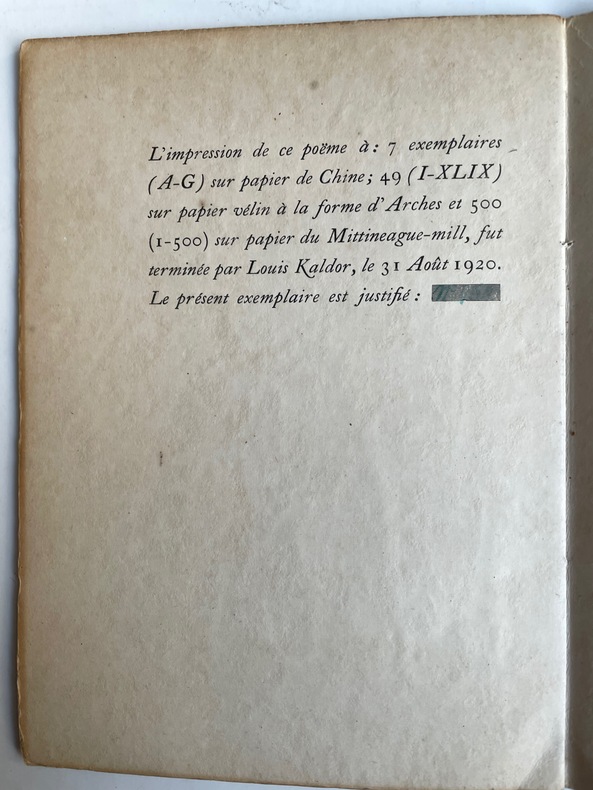 L'impression de ce poëme à: 7 exemplaires
(A-G) sur papier de Chine; 49 (I-XLIX)
sur papier vélin à la forme d'Arches et 500
(1-500) sur papier du Mittineague-mill, fut
terminée par Louis Kaldor, le 31 Août 1920.
Le présent exemplaire est justifié: